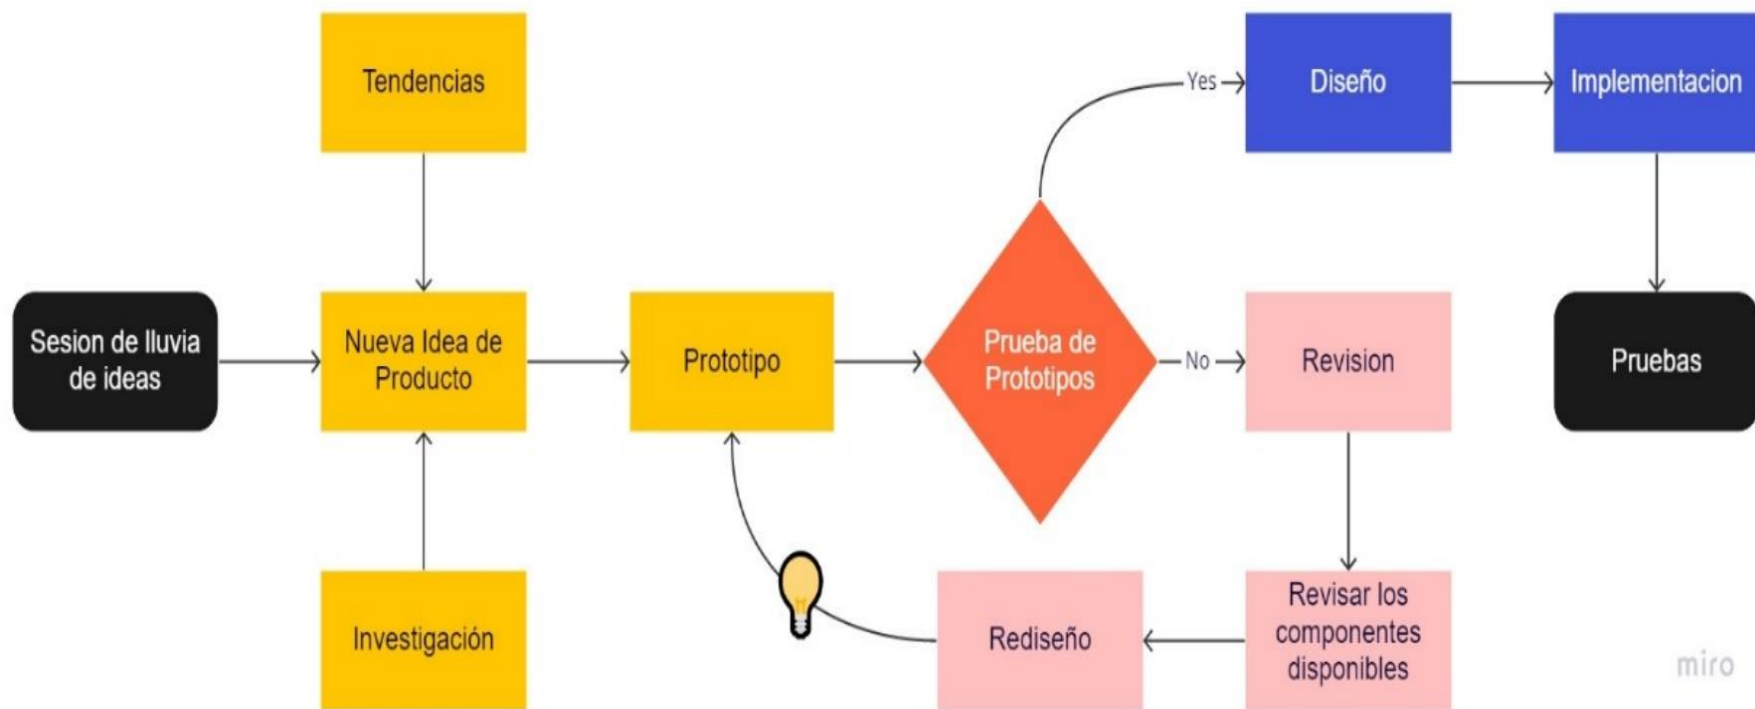 Tendencias
Yes
Diseño
Implementacion
Sesion de lluvia
de ideas
Nueva Idea de
Producto
Prototipo
Prueba de
Prototipos
No
Revision
Pruebas
Investigación
Rediseño
Revisar los
componentes
disponibles
miro